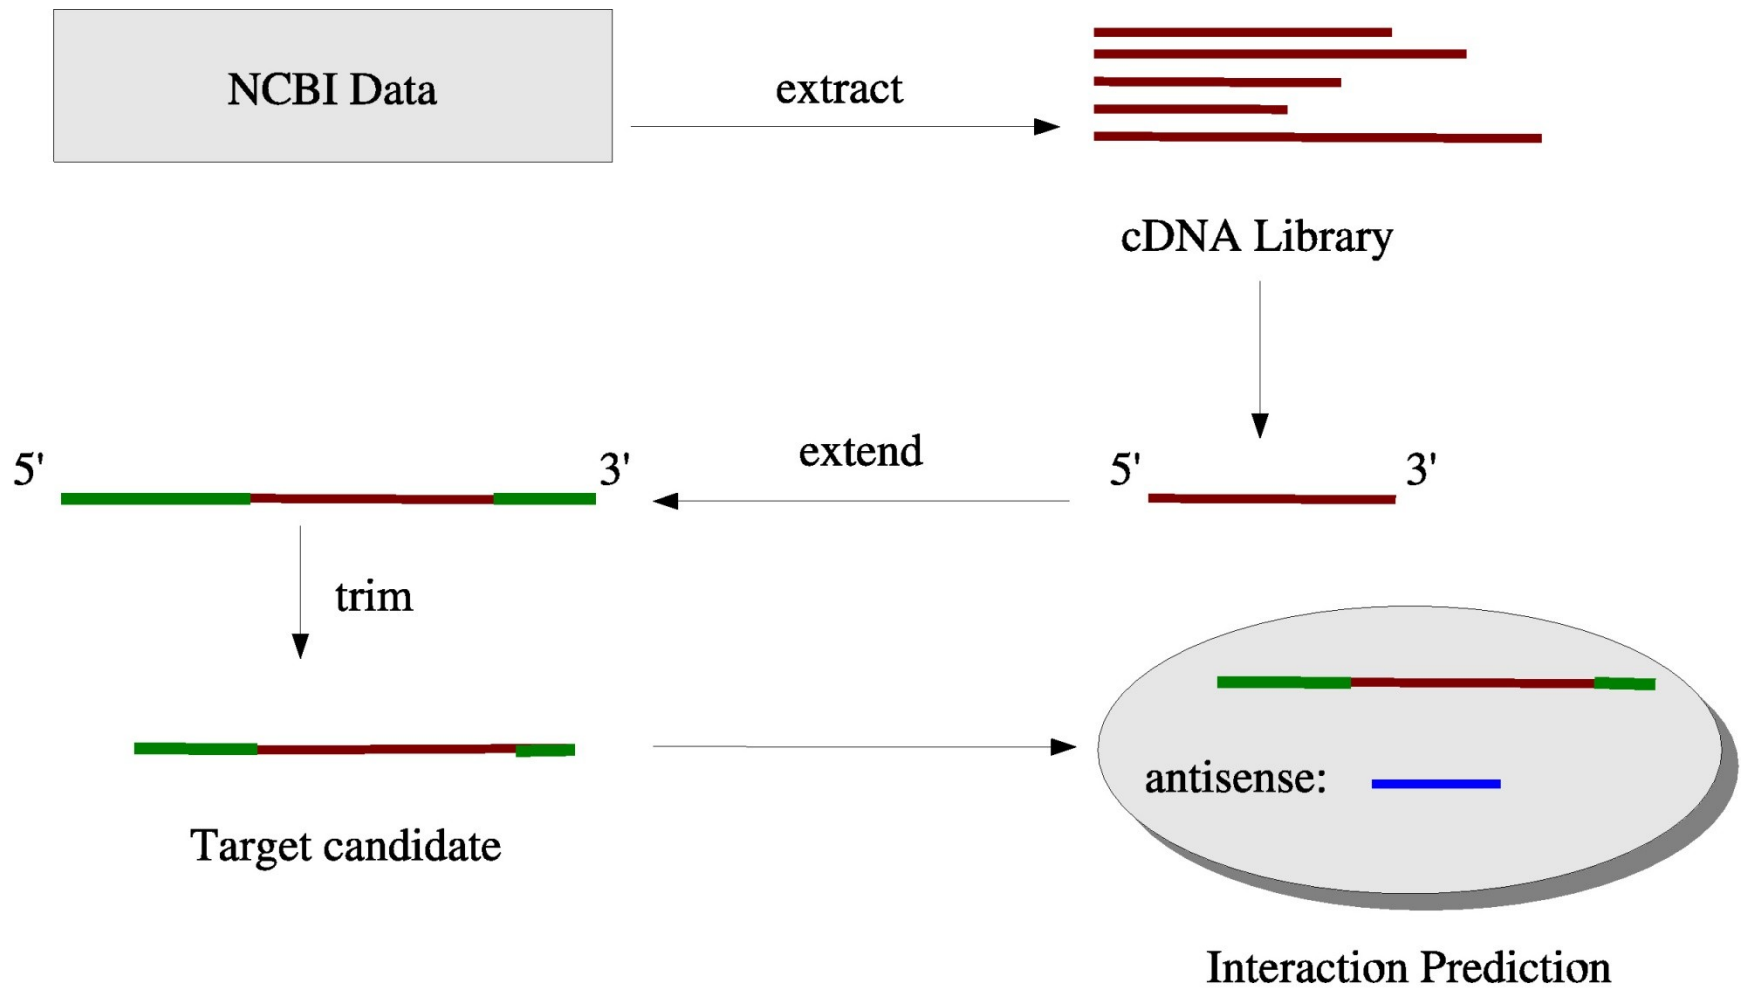 NCBI Data
extract
cDNA Library
5'
3'
extend
5'
3'
trim
antisense:
Target candidate
Interaction Prediction